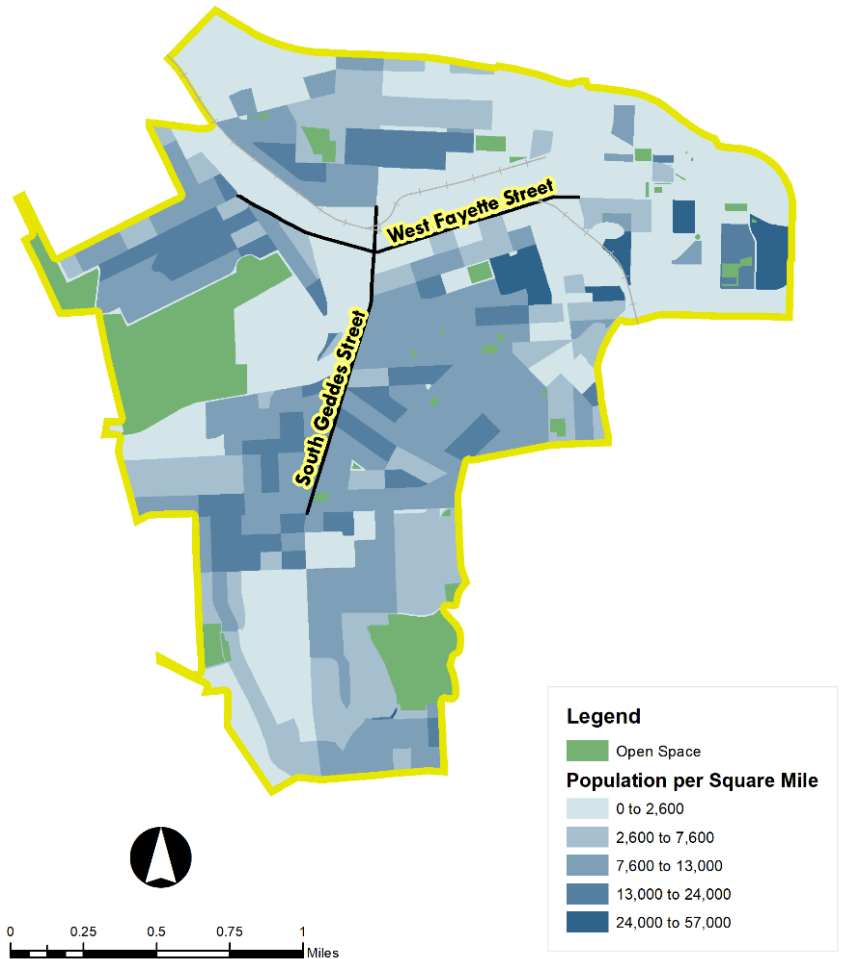 West Fayette Street
South Geddes Street
Legend
Open Space
Population per Square Mile
0 to 2,600
2,600 to 7,600
7,600 to 13,000
13,000 to 24,000
24,000 to 57,000
0 0.25 0.5 0.75 1
Miles